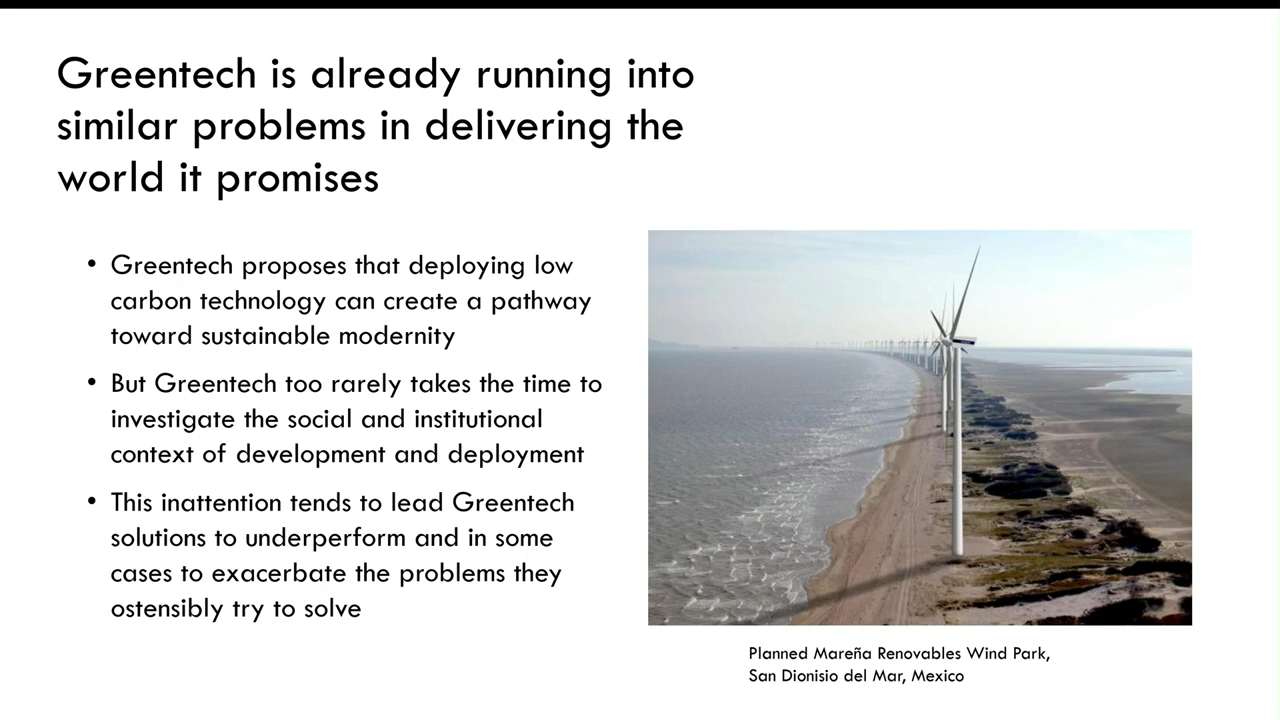 Greentech is already running into
similar problems in delivering the
world it promises
• Greentech proposes that deploying low
carbon technology can create a pathway
toward sustainable modernity
• But Greentech too rarely takes the time to
investigate the social and institutional
context of development and deployment
• This inattention tends to lead Greentech
solutions to underperform and in some
cases to exacerbate the problems they
ostensibly try to solve
Planned Mareña Renovables Wind Park,
San Dionisio del Mar, Mexico